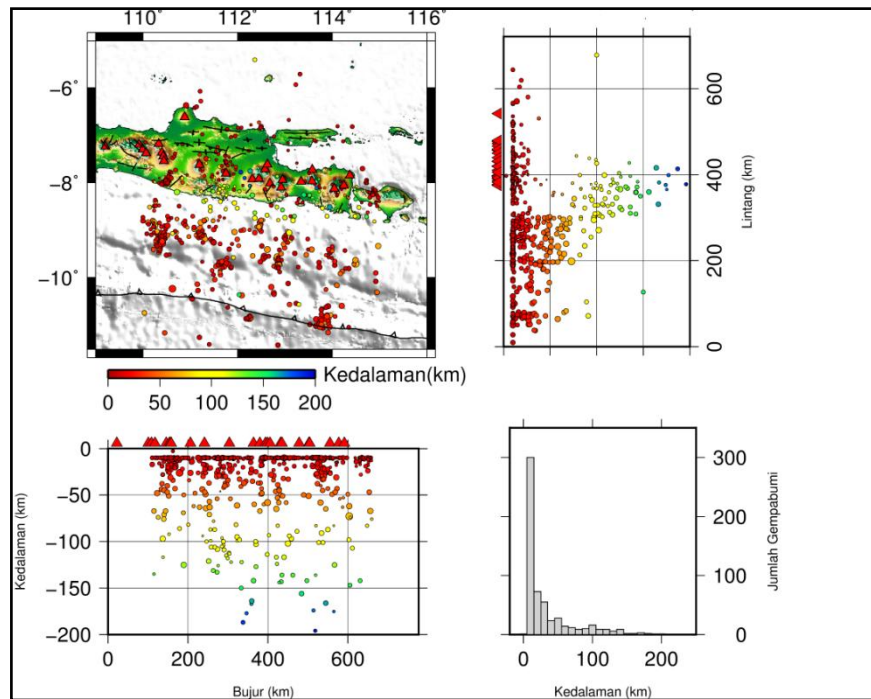 110° 112° 114° 116°
−6°
−8°
−10°
0 50 100 150 200
Kedalaman(km)
600
400
200
0
Lintang (km)
0
−50
−100
−150
−200
Kedalaman (km)
0 200 400 600
Bujur (km)
300
200
100
0
Jumlah Gempabumi
0 100 200
Kedalaman (km)